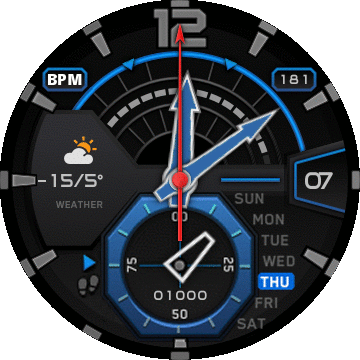 12
BPM 181
-15/5°
WEATHER
07
SUN
MON
TUE
WED
THU
FRI
SAT
00
75 25
01000
50